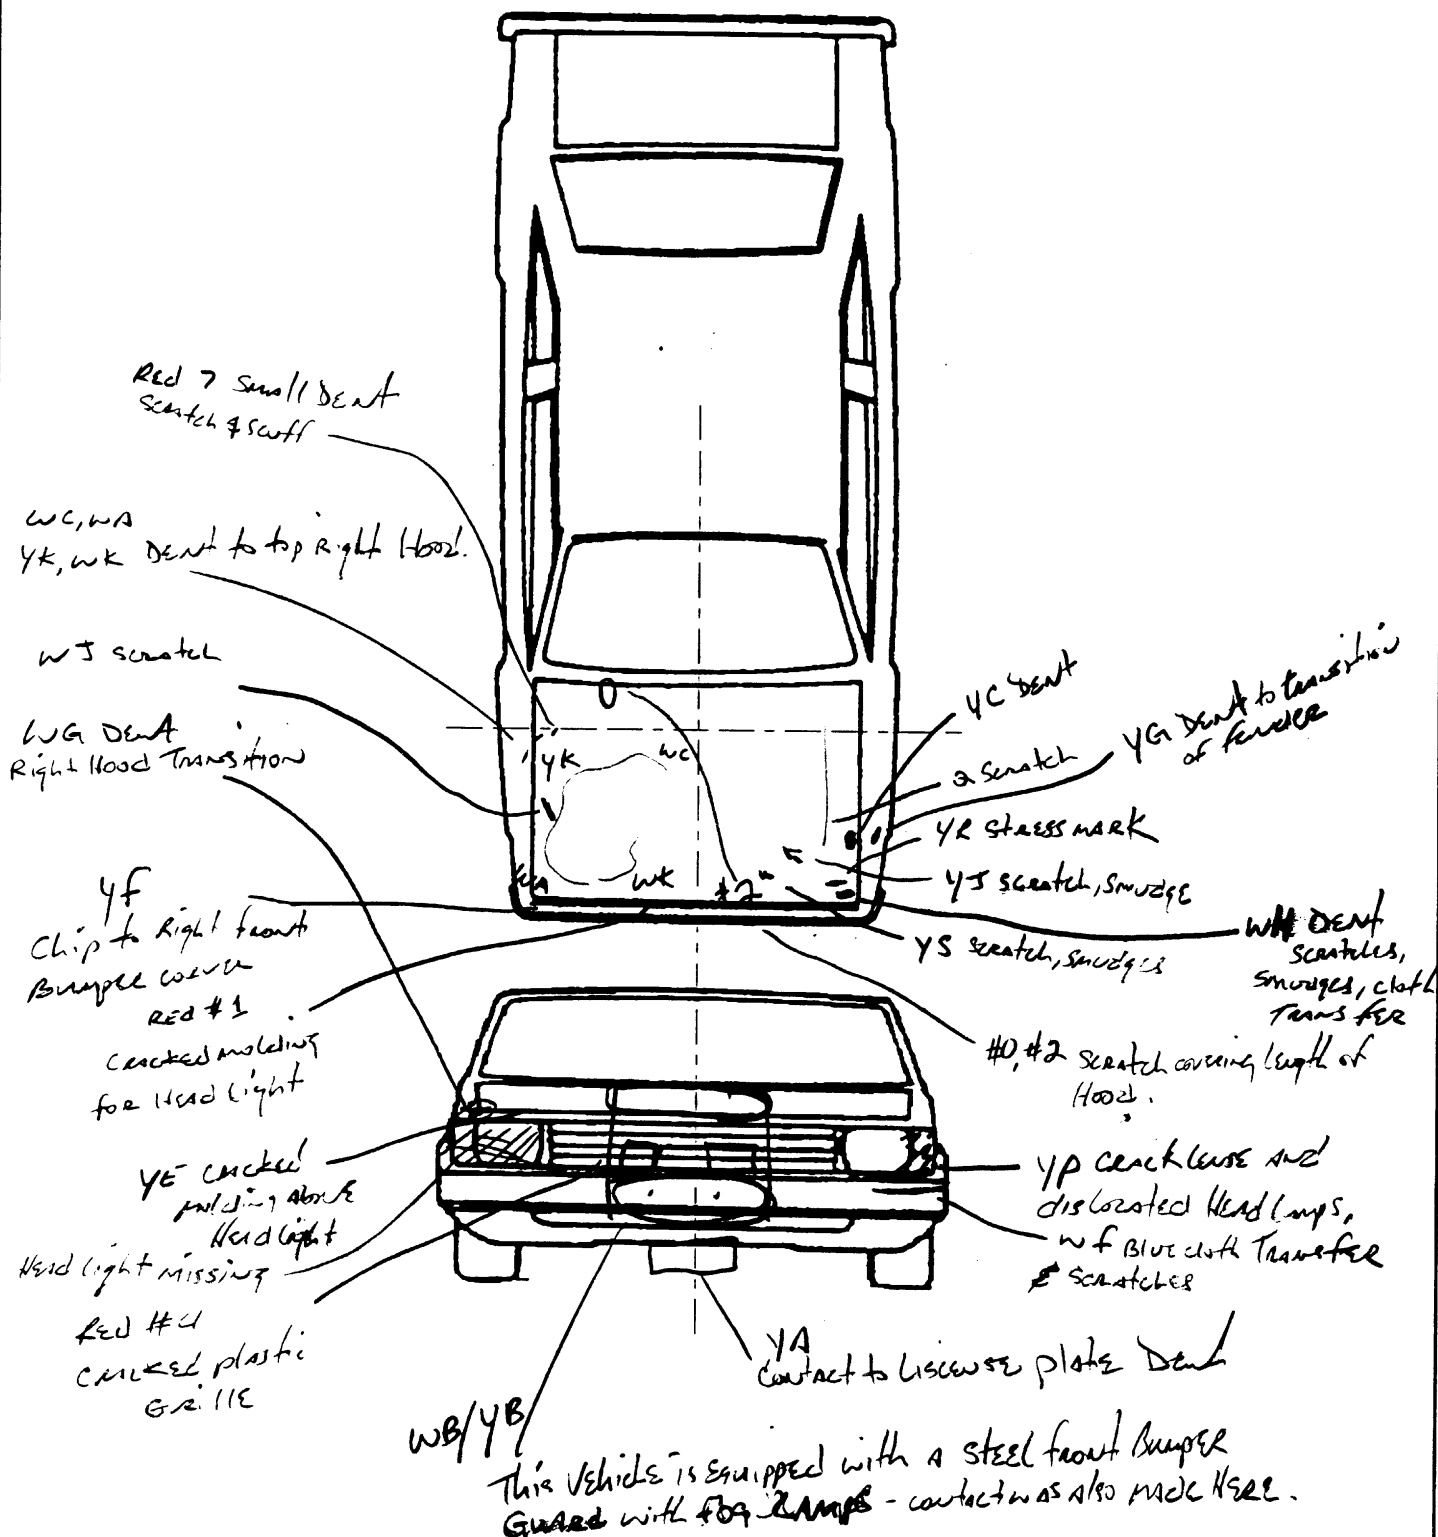 Red 7 Small Dent
Scratch & Scuff
WC, WA
YK, WK Dent to top Right Hood.
WJ scratch
WG Dent
Right Hood Transition
YF
Chip to Right front
Bumper cover
Red #1
Cracked molding
for Head light
YE cracked
molding above
Headlight
Head light missing
Red #4
Cracked plastic
Grille
YK
WC
WA
WK
#2"
YC Dent
YG Dent to transition
of fender
2 Scratch
YR stress mark
YJ Scratch, Smudge
YS Scratch, Smudges
WH Dent
Scratches,
Smudges, cloth
Transfer
#0, #2 Scratch covering length of
Hood.
YP Crack lense and
dislocated Head lamps,
WF Blue cloth Transfer
& Scratches
YA
Contact to Liscense plate Dent
WB/YB
This Vehicle is Equipped with a Steel front Bumper
Guard with fog Lamps - contact was also made Here.